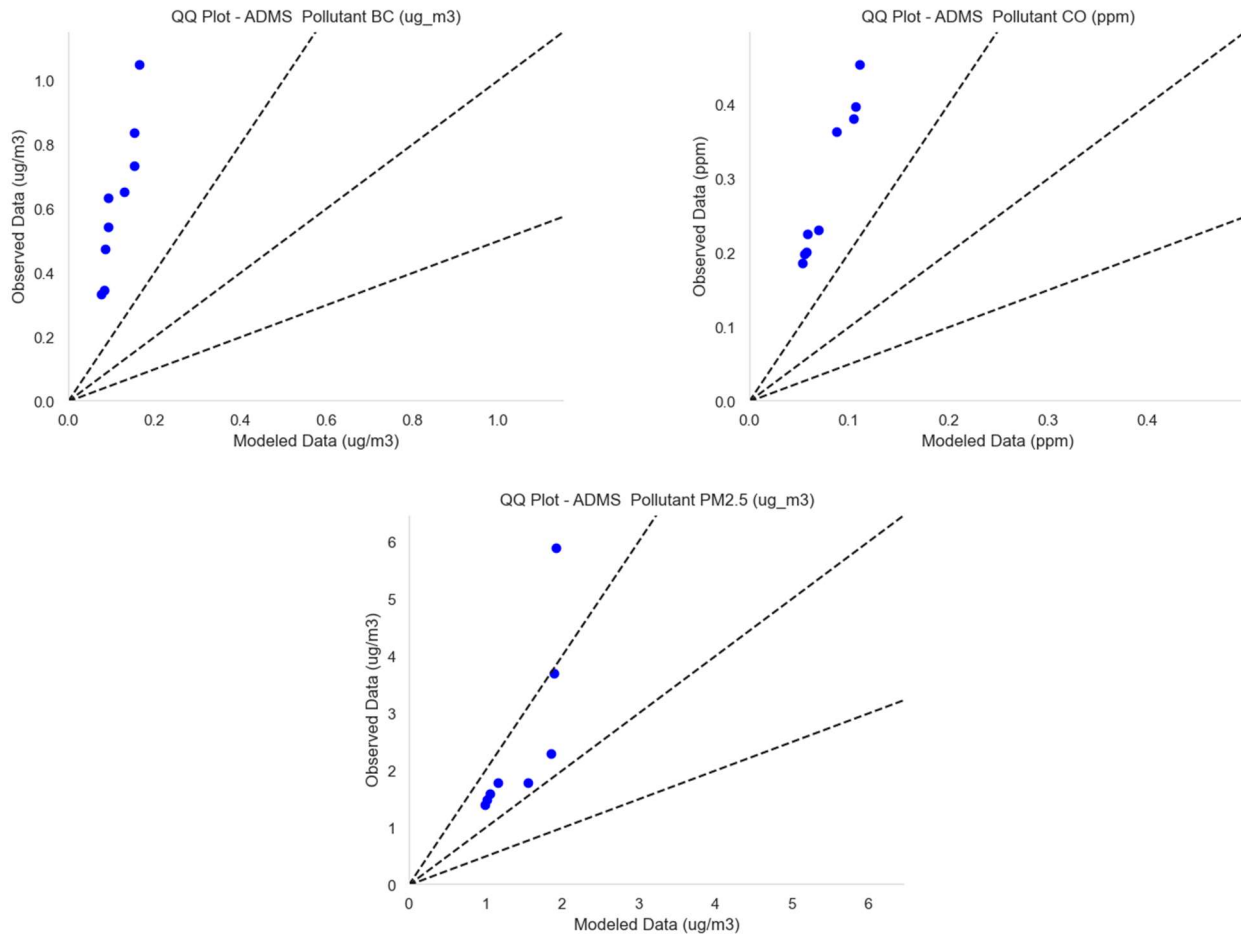 QQ Plot - ADMS  Pollutant BC (ug_m3)
1.0
0.8
0.6
0.4
0.2
0.0
Observed Data (ug/m3)
0.0 0.2 0.4 0.6 0.8 1.0
Modeled Data (ug/m3)
QQ Plot - ADMS  Pollutant CO (ppm)
0.4
0.3
0.2
0.1
0.0
Observed Data (ppm)
0.0 0.1 0.2 0.3 0.4
Modeled Data (ppm)
QQ Plot - ADMS  Pollutant PM2.5 (ug_m3)
6
5
4
3
2
1
0
Observed Data (ug/m3)
0 1 2 3 4 5 6
Modeled Data (ug/m3)